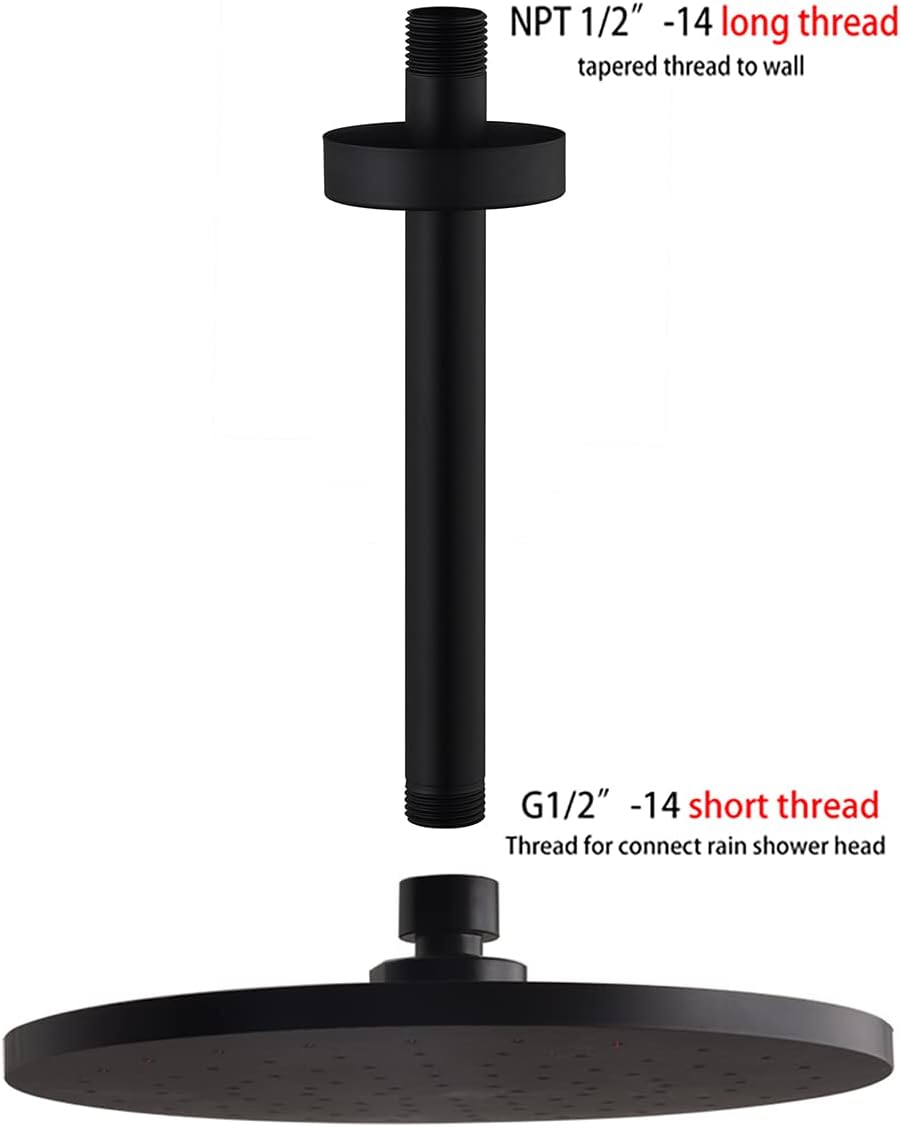 NPT 1/2” -14 long thread
tapered thread to wall
G1/2” -14 short thread
Thread for connect rain shower head